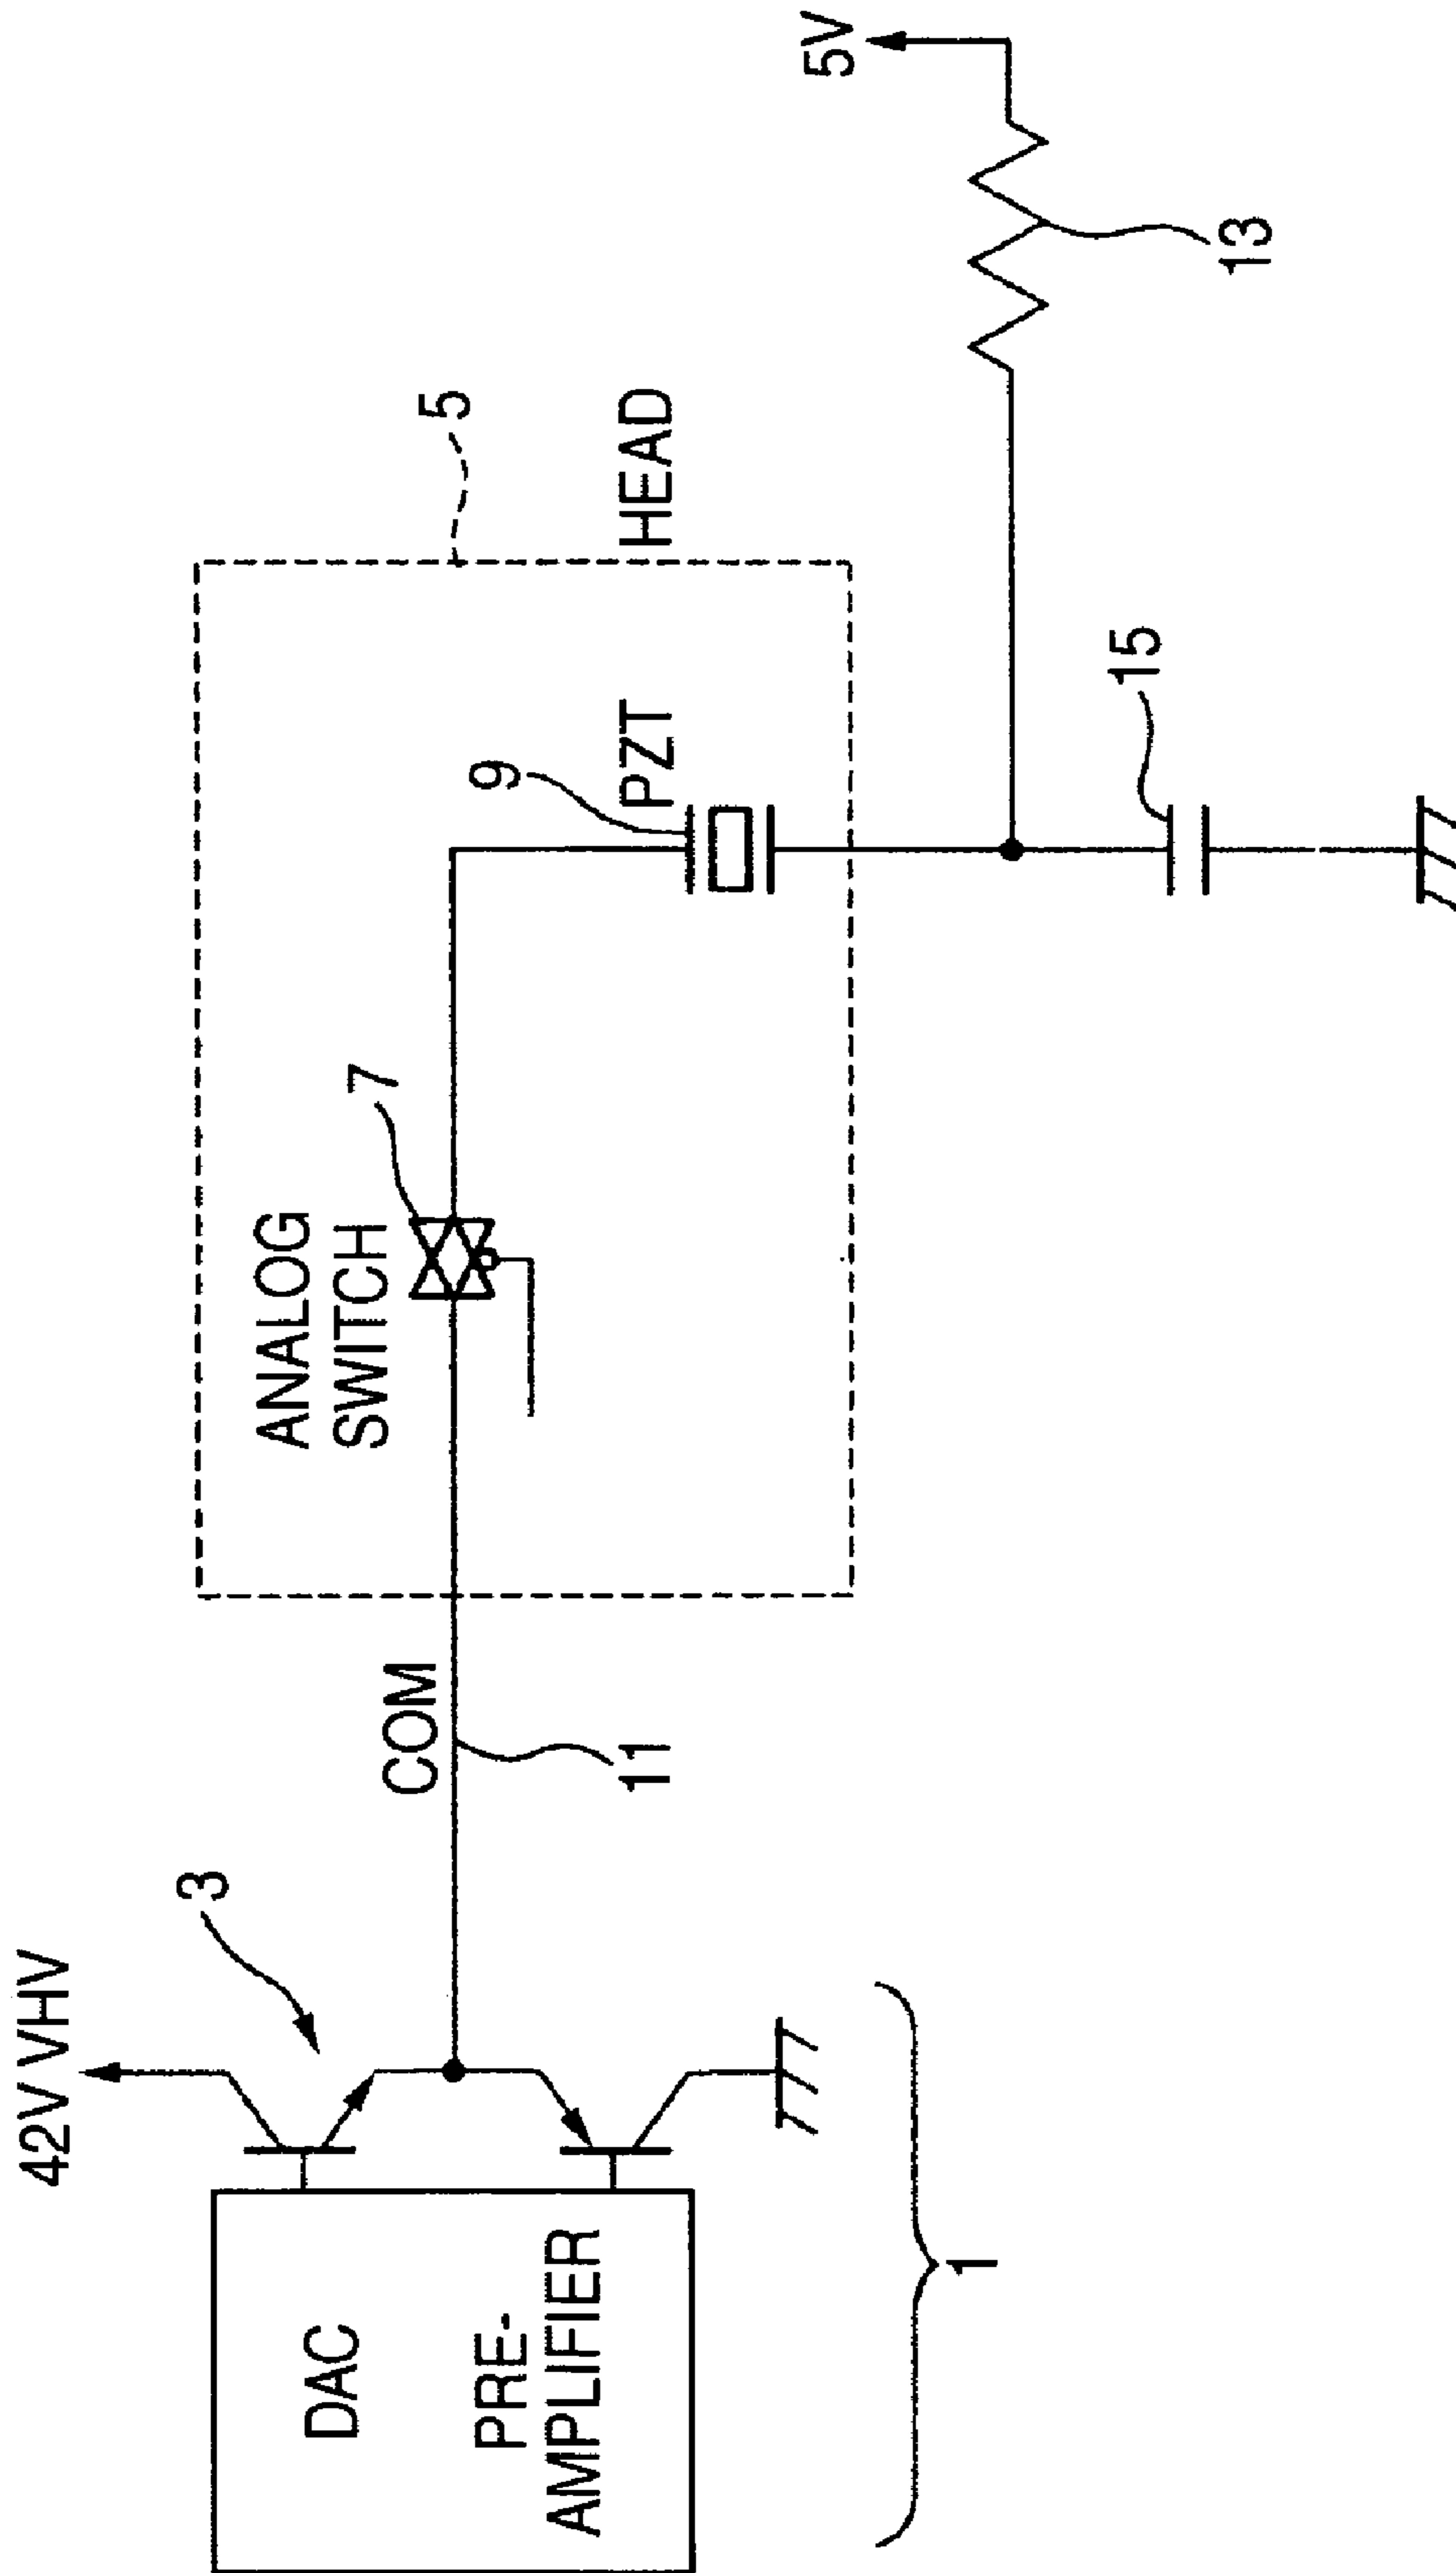 42V VHV
3
DAC
PRE-
AMPLIFIER
1
COM
11
ANALOG
SWITCH
7
5
HEAD
9
PZT
15
13
5V